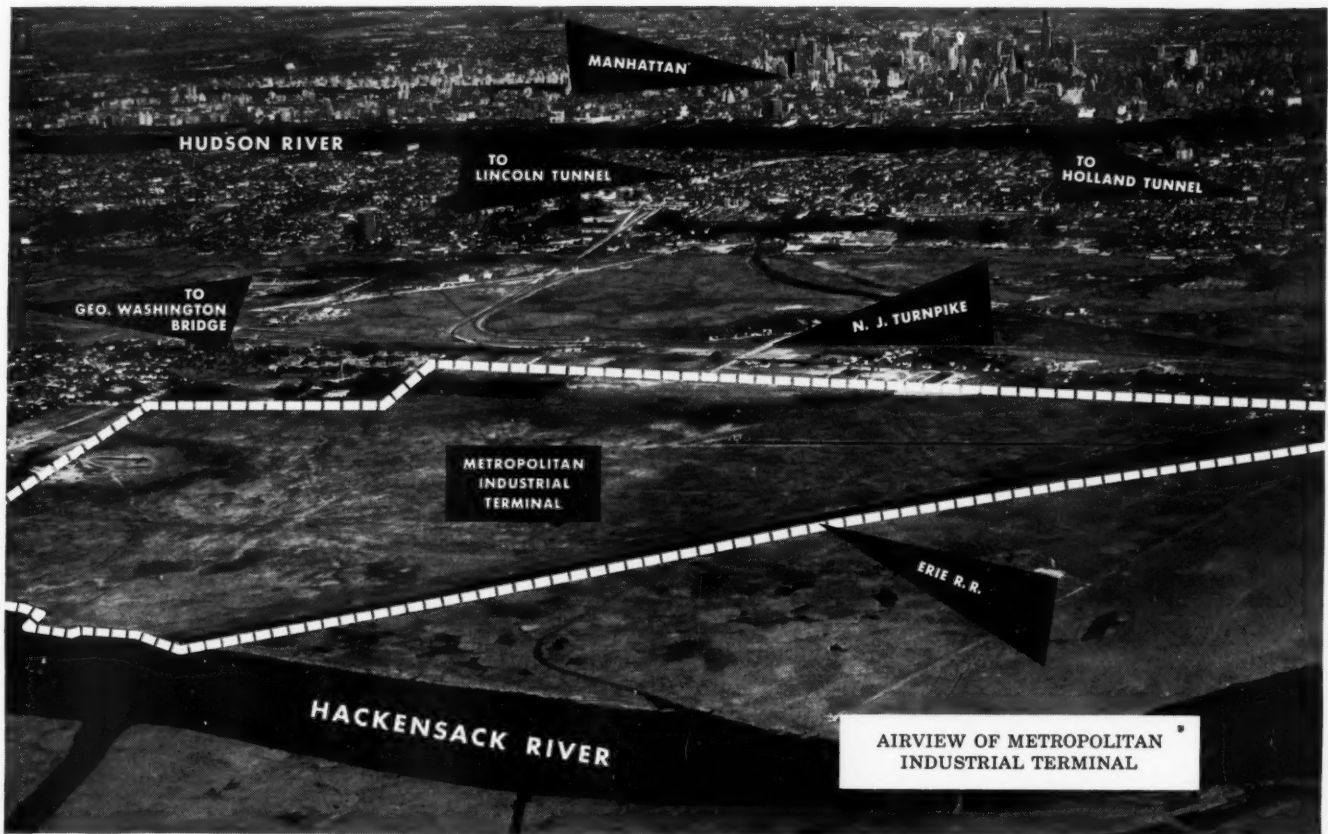 MANHATTAN
HUDSON RIVER
TO
LINCOLN TUNNEL
TO
HOLLAND TUNNEL
TO
GEO. WASHINGTON
BRIDGE
N. J. TURNPIKE
METROPOLITAN
INDUSTRIAL
TERMINAL
ERIE R. R.
HACKENSACK RIVER
AIRVIEW OF METROPOLITAN
INDUSTRIAL TERMINAL